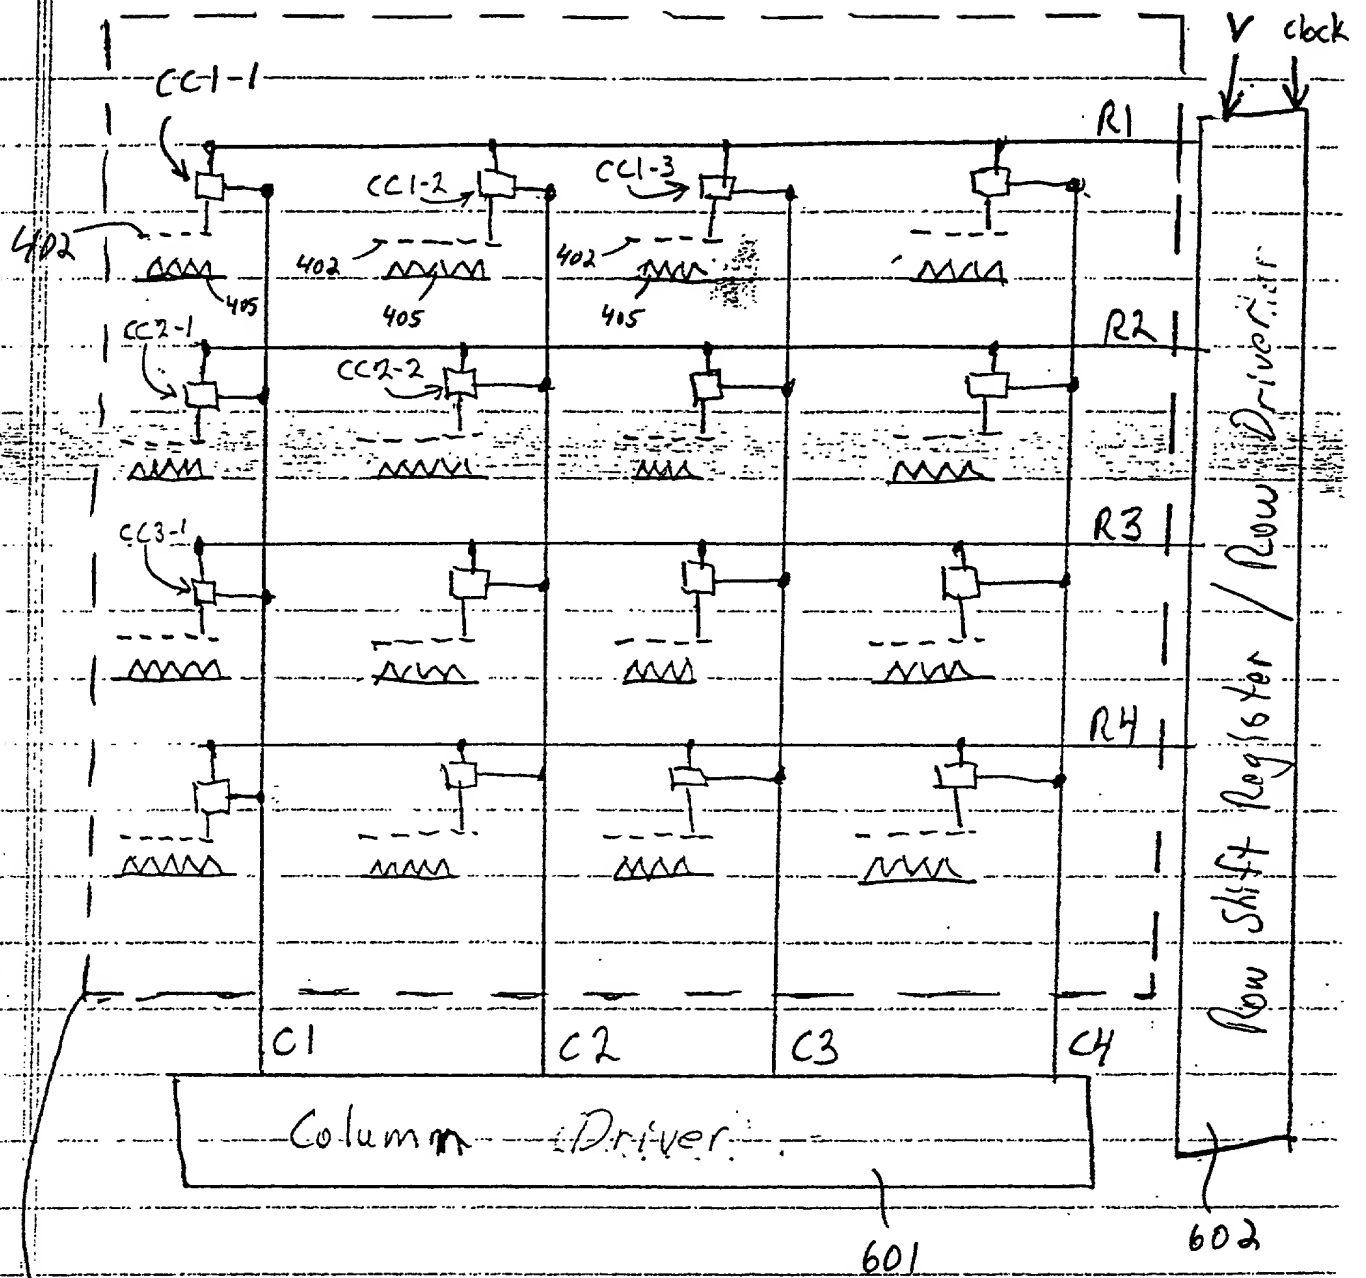 V clock
CC1-1
R1
CC1-2
CC1-3
402
402
402
405
405
405
CC2-1
R2
CC2-2
CC3-1
R3
R4
Row Shift Register / Row Driver
C1
C2
C3
C4
Column Driver
601
602